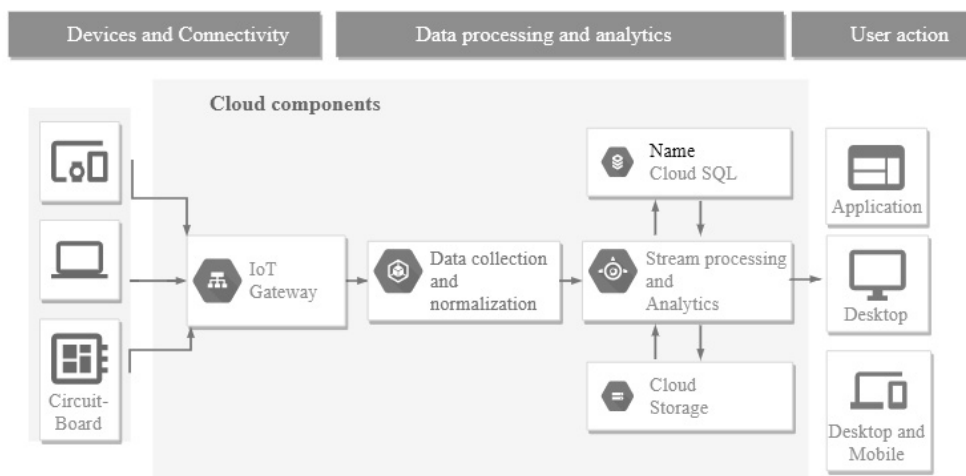 Devices and Connectivity
Data processing and analytics
User action
Cloud components
Name
Cloud SQL
Application
IoT
Gateway
Data collection
and
normalization
Stream processing
and
Analytics
Desktop
Circuit-
Board
Cloud
Storage
Desktop and
Mobile